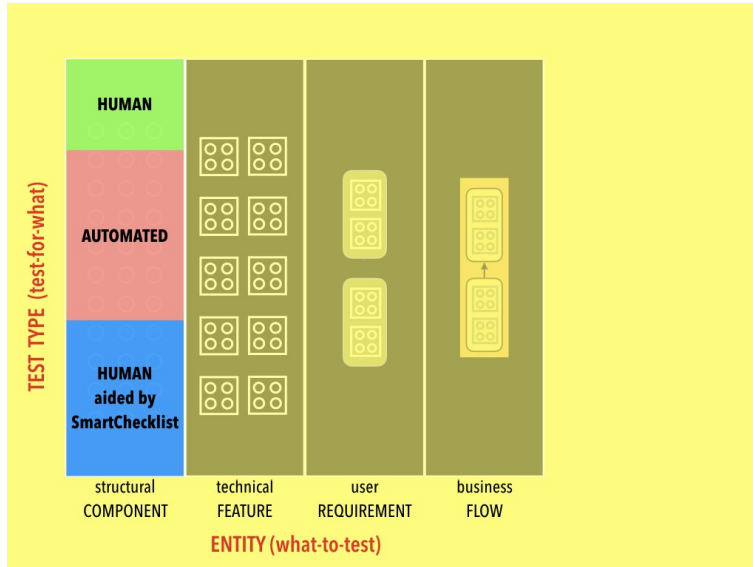 HUMAN
AUTOMATED
HUMAN
aided by
SmartChecklist
TEST TYPE (test-for-what)
structural
COMPONENT
technical
FEATURE
user
REQUIREMENT
business
FLOW
ENTITY (what-to-test)